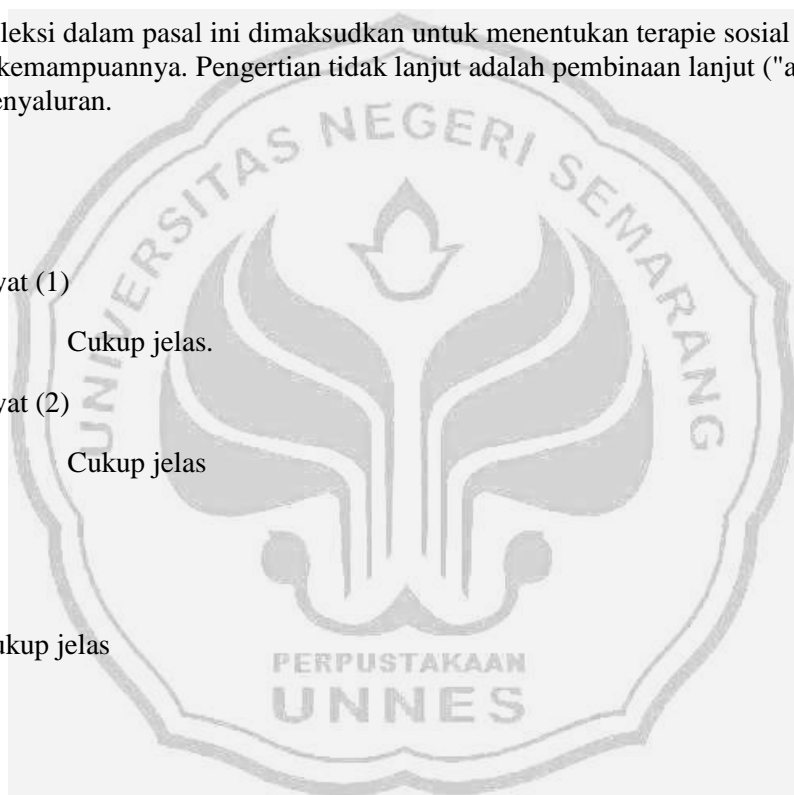 leksi dalam pasal ini dimaksudkan untuk menentukan terapie sosial
kemampuannya. Pengertian tidak lanjut adalah pembinaan lanjut ("a
enyaluran.
UNIVERSITAS NEGERI SEMARANG
yat (1)
Cukup jelas.
yat (2)
Cukup jelas
ukup jelas
PERPUSTAKAAN
UNNES